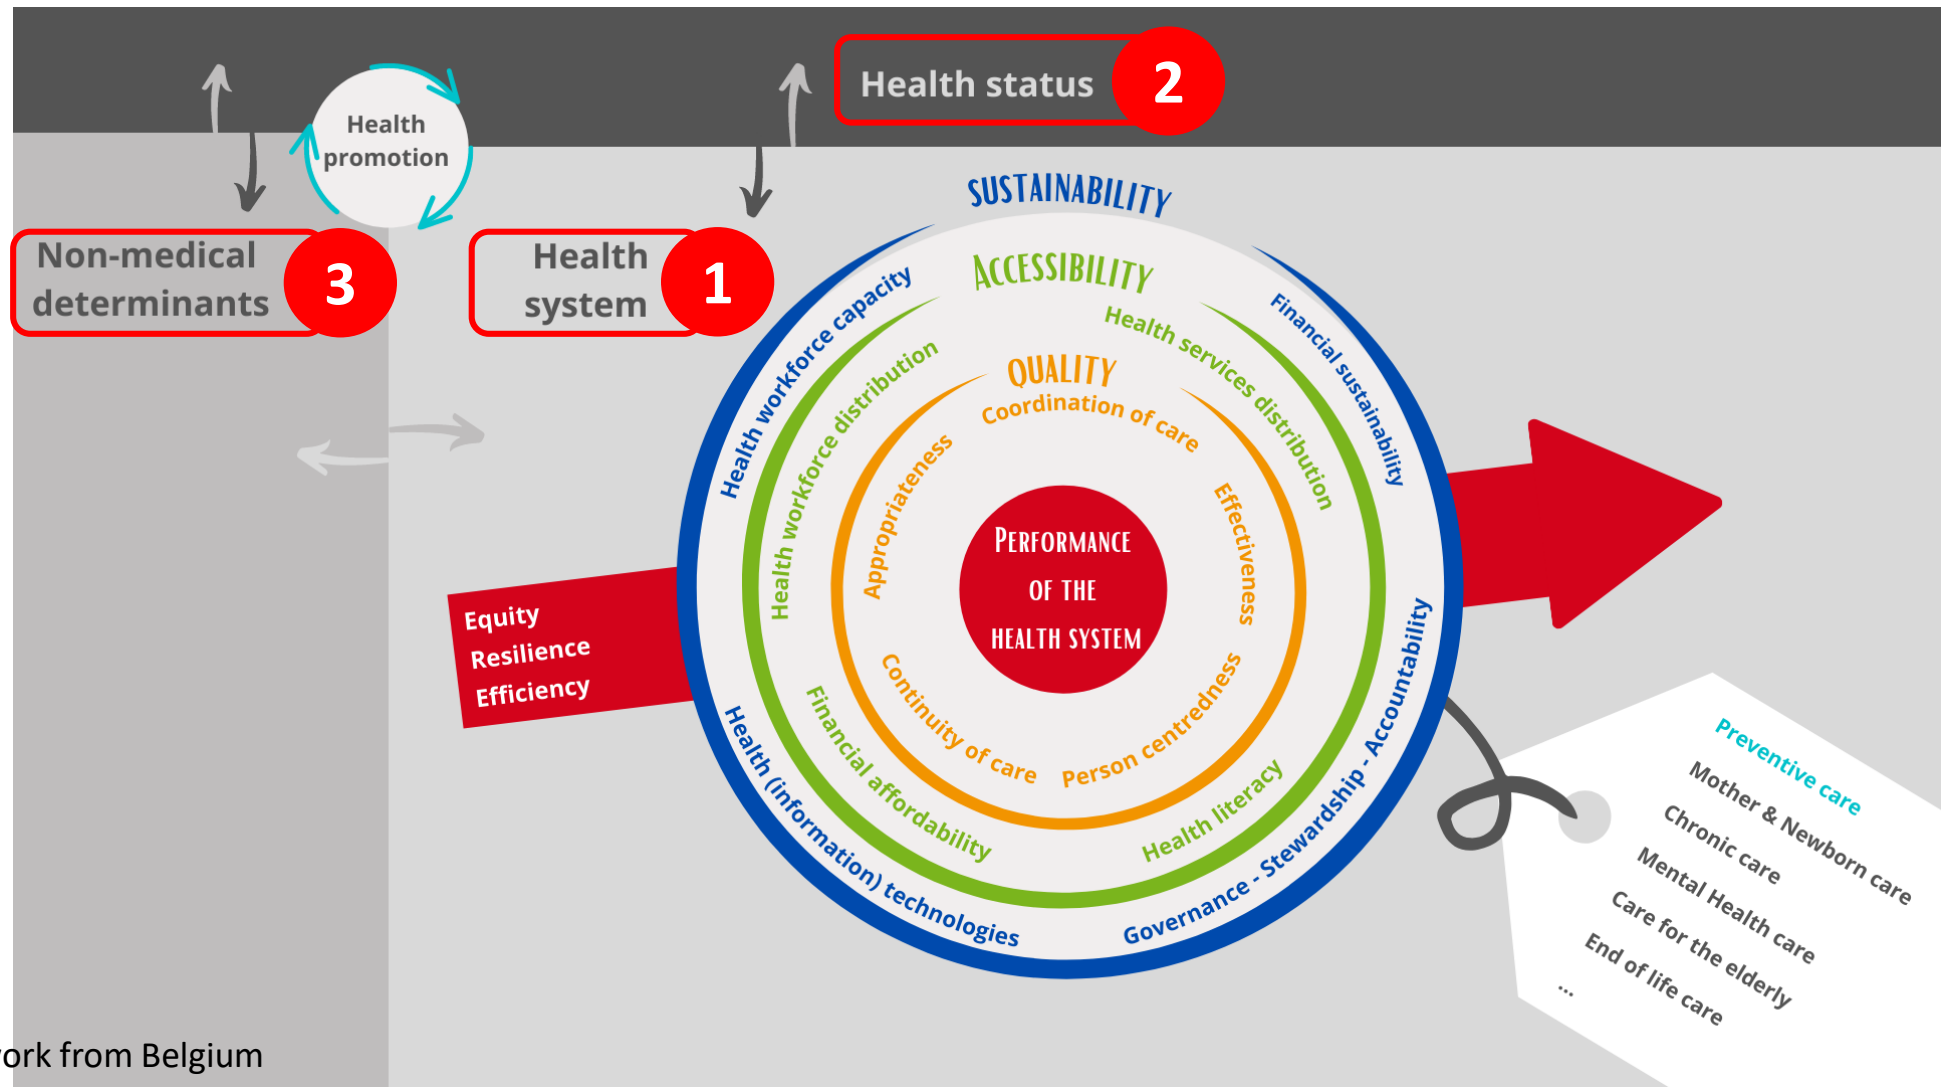 Health status
2
Health
promotion
Non-medical
determinants
3
Health
system
1
SUSTAINABILITY
Health workforce capacity
Financial sustainability
Health (information) technologies
Governance - Stewardship - Accountability
ACCESSIBILITY
Health workforce distribution
Health services distribution
Financial affordability
Health literacy
QUALITY
Coordination of care
Appropriateness
Effectiveness
Continuity of care
Person centredness
PERFORMANCE
OF THE
HEALTH SYSTEM
Equity
Resilience
Efficiency
Preventive care
Mother & Newborn care
Chronic care
Mental Health care
Care for the elderly
End of life care
...
from Belgium